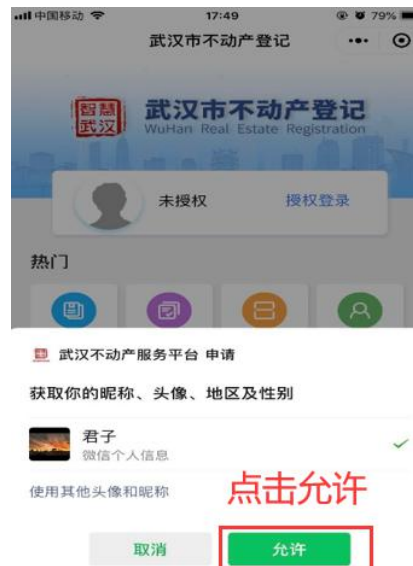 中国移动 17:49 79%
武汉市不动产登记
智慧
武汉
武汉市不动产登记
WuHan Real Estate Registration
未授权 授权登录
热门
武汉不动产服务平台 申请
获取你的昵称、头像、地区及性别
君子
微信个人信息
使用其他头像和昵称
点击允许
取消 允许